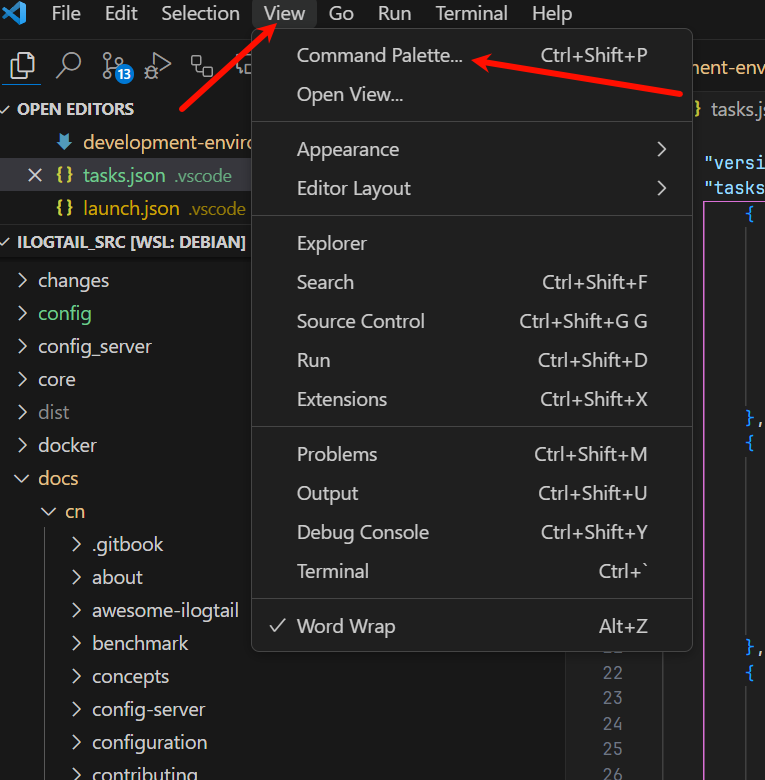 File Edit Selection View Go Run Terminal Help
13
OPEN EDITORS
development-enviro
{} tasks.json .vscode
{} launch.json .vscode
ILOGTAIL_SRC [WSL: DEBIAN]
changes
config
config_server
core
dist
docker
docs
cn
.gitbook
about
awesome-ilogtail
benchmark
concepts
config-server
configuration
contributing
Command Palette... Ctrl+Shift+P
Open View...
Appearance
Editor Layout
Explorer
Search Ctrl+Shift+F
Source Control Ctrl+Shift+G G
Run Ctrl+Shift+D
Extensions Ctrl+Shift+X
Problems Ctrl+Shift+M
Output Ctrl+Shift+U
Debug Console Ctrl+Shift+Y
Terminal Ctrl+`
Word Wrap Alt+Z
ment-env
} tasks.js
"versi
"tasks
{
},
{
},
22 {
23
24
25
26